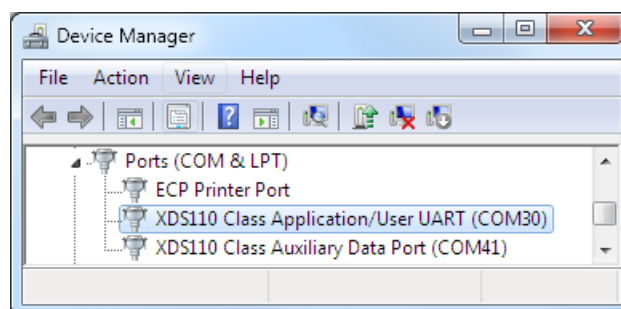 Device Manager
File Action View Help
Ports (COM & LPT)
ECP Printer Port
XDS110 Class Application/User UART (COM30)
XDS110 Class Auxiliary Data Port (COM41)